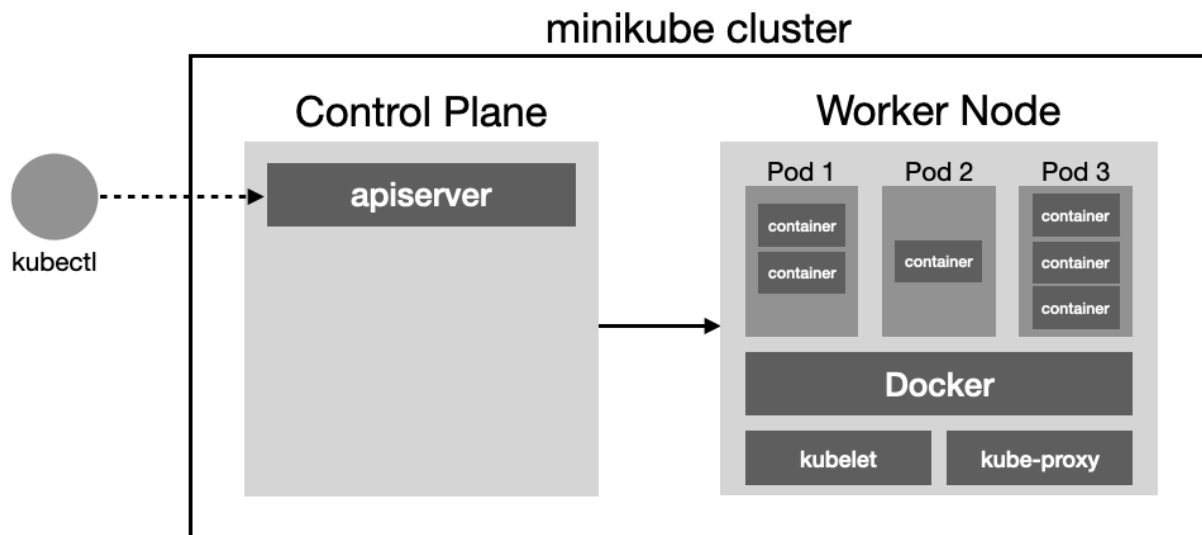 minikube cluster
Control Plane
Worker Node
kubectl
apiserver
Pod 1
Pod 2
Pod 3
container
container
container
container
container
container
Docker
kubelet
kube-proxy